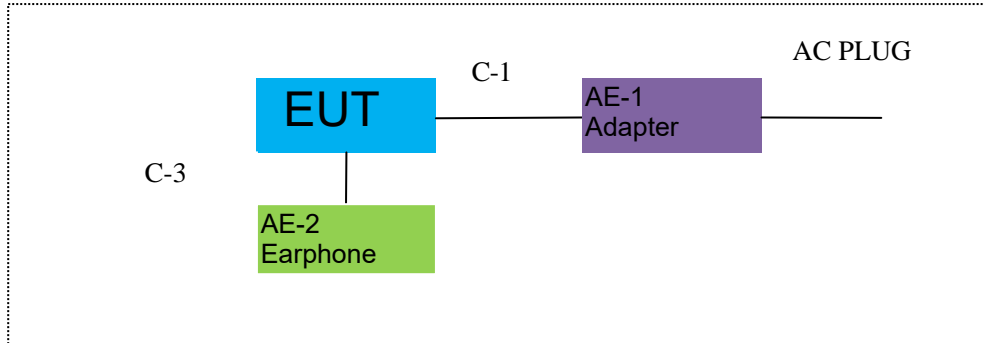 AC PLUG
C-1
EUT
AE-1
Adapter
C-3
AE-2
Earphone